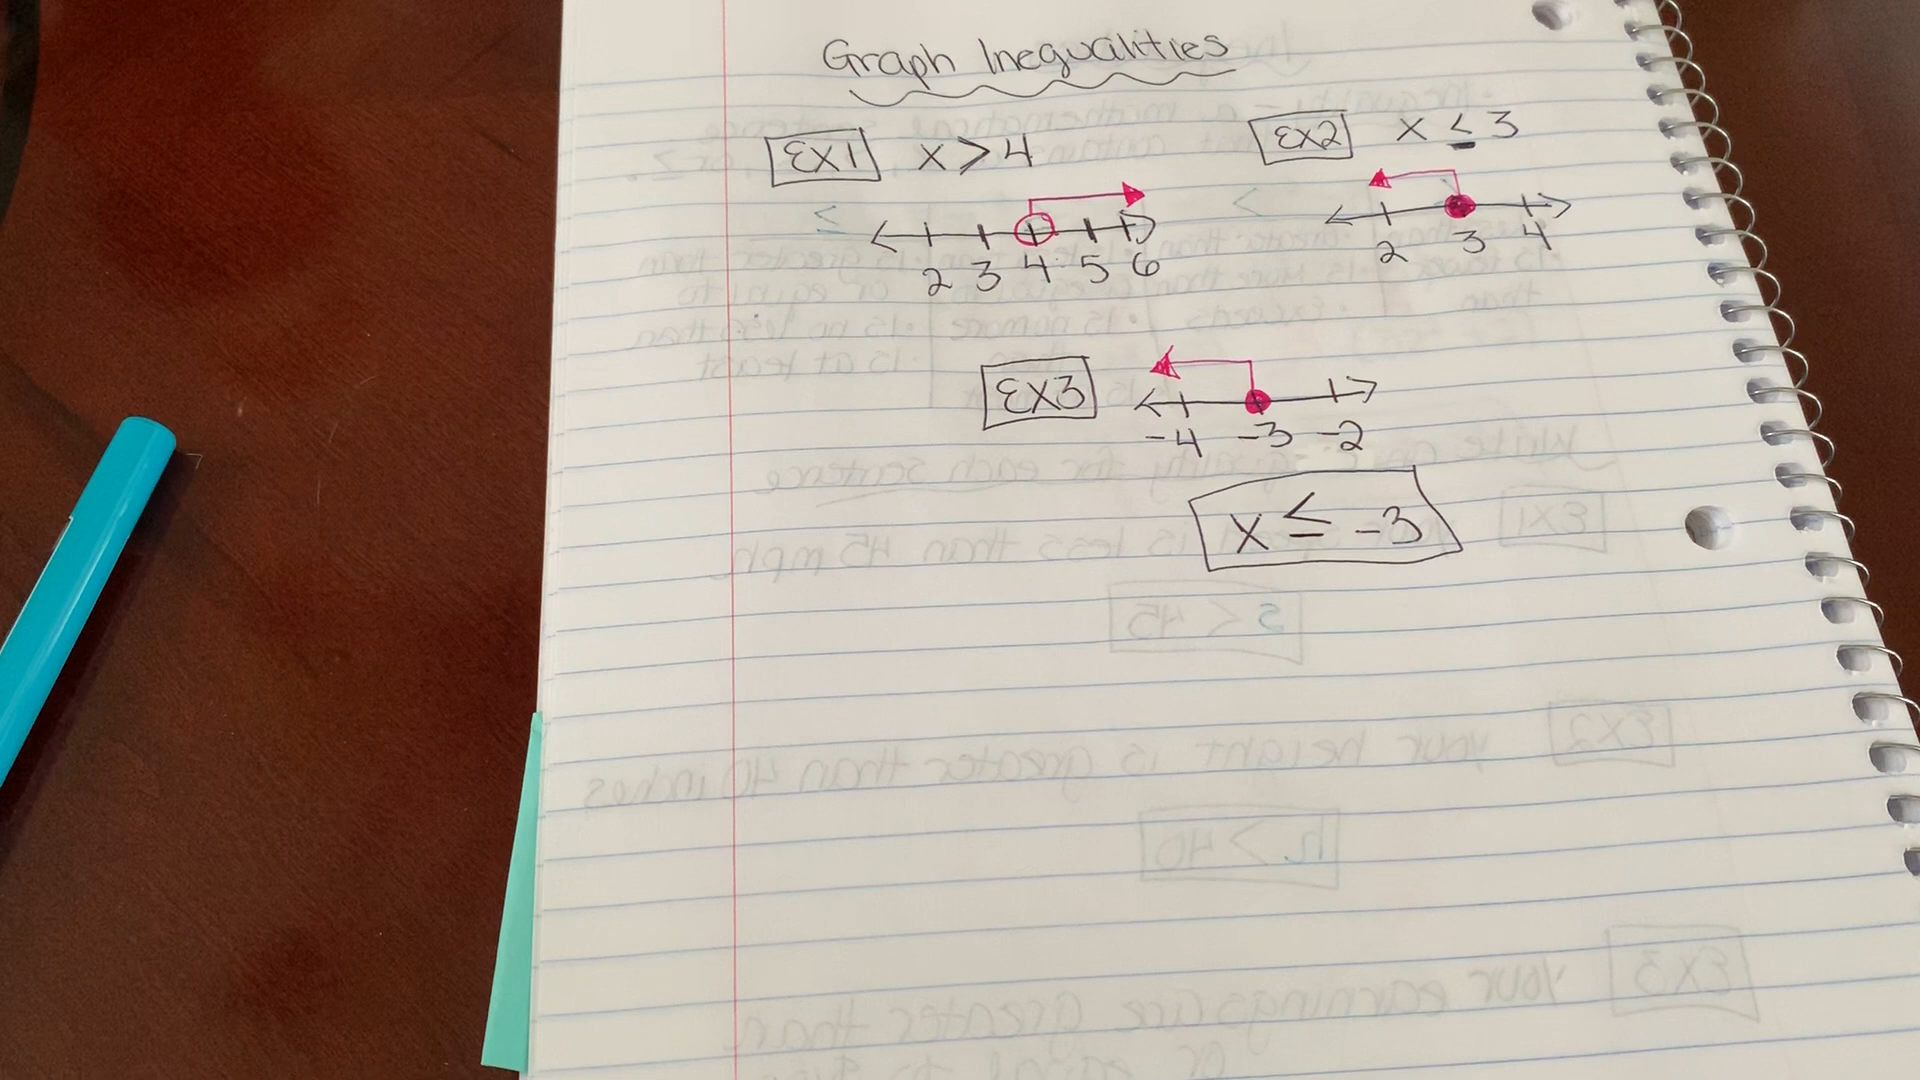 Graph Inequalities
EX1 x > 4
EX2 x ≤ 3
2 3 4 5 6
2 3 4
EX3
-4 -3 -2
x ≤ -3